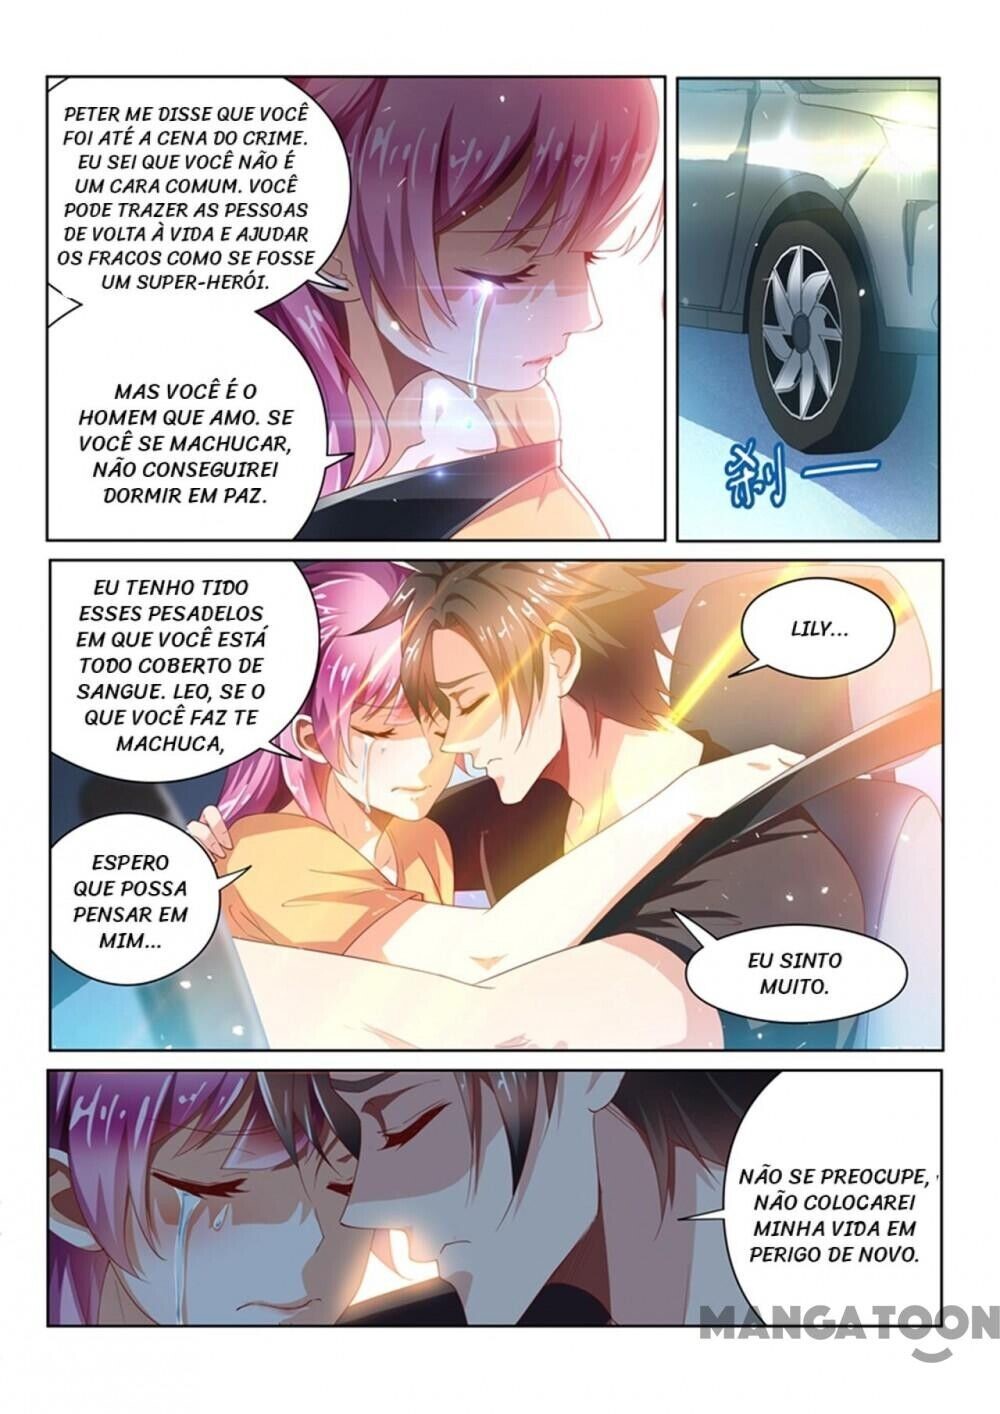 PETER ME DISSE QUE VOCÊ
FOI ATÉ A CENA DO CRIME.
EU SEI QUE VOCÊ NÃO É
UM CARA COMUM. VOCÊ
PODE TRAZER AS PESSOAS
DE VOLTA À VIDA E AJUDAR
OS FRACOS COMO SE FOSSE
UM SUPER-HERÓI.
MAS VOCÊ É O
HOMEM QUE AMO. SE
VOCÊ SE MACHUCAR,
NÃO CONSEGUIREI
DORMIR EM PAZ.
刹
EU TENHO TIDO
ESSES PESADELOS
EM QUE VOCÊ ESTÁ
TODO COBERTO DE
SANGUE. LEO, SE O
QUE VOCÊ FAZ TE
MACHUCA,
LILY...
ESPERO
QUE POSSA
PENSAR EM
MIM...
EU SINTO
MUITO.
NÃO SE PREOCUPE,
NÃO COLOCAREI
MINHA VIDA EM
PERIGO DE NOVO.
MANGATOON